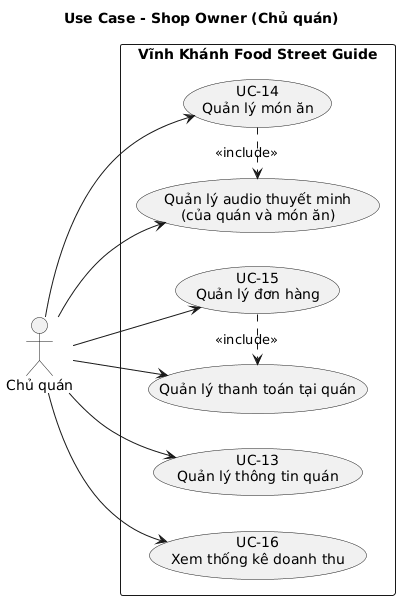 Use Case - Shop Owner (Chủ quán)
Vĩnh Khánh Food Street Guide
UC-14
Quản lý món ăn
«include»
Quản lý audio thuyết minh
(của quán và món ăn)
UC-15
Quản lý đơn hàng
«include»
Quản lý thanh toán tại quán
Chủ quán
UC-13
Quản lý thông tin quán
UC-16
Xem thống kê doanh thu